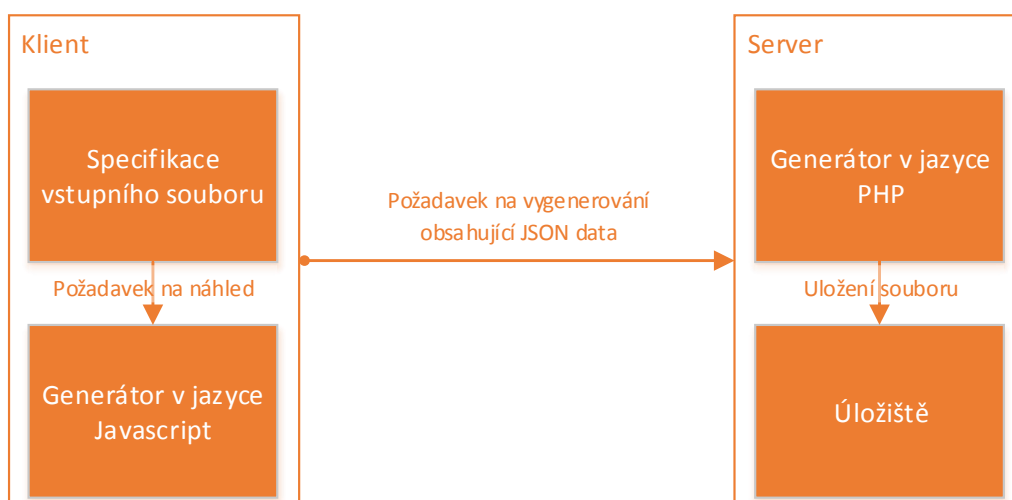 Klient
Specifikace
vstupního souboru
Požadavek na náhled
Generátor v jazyce
Javascript
Požadavek na vygenerování
obsahující JSON data
Server
Generátor v jazyce
PHP
Uložení souboru
Úložiště